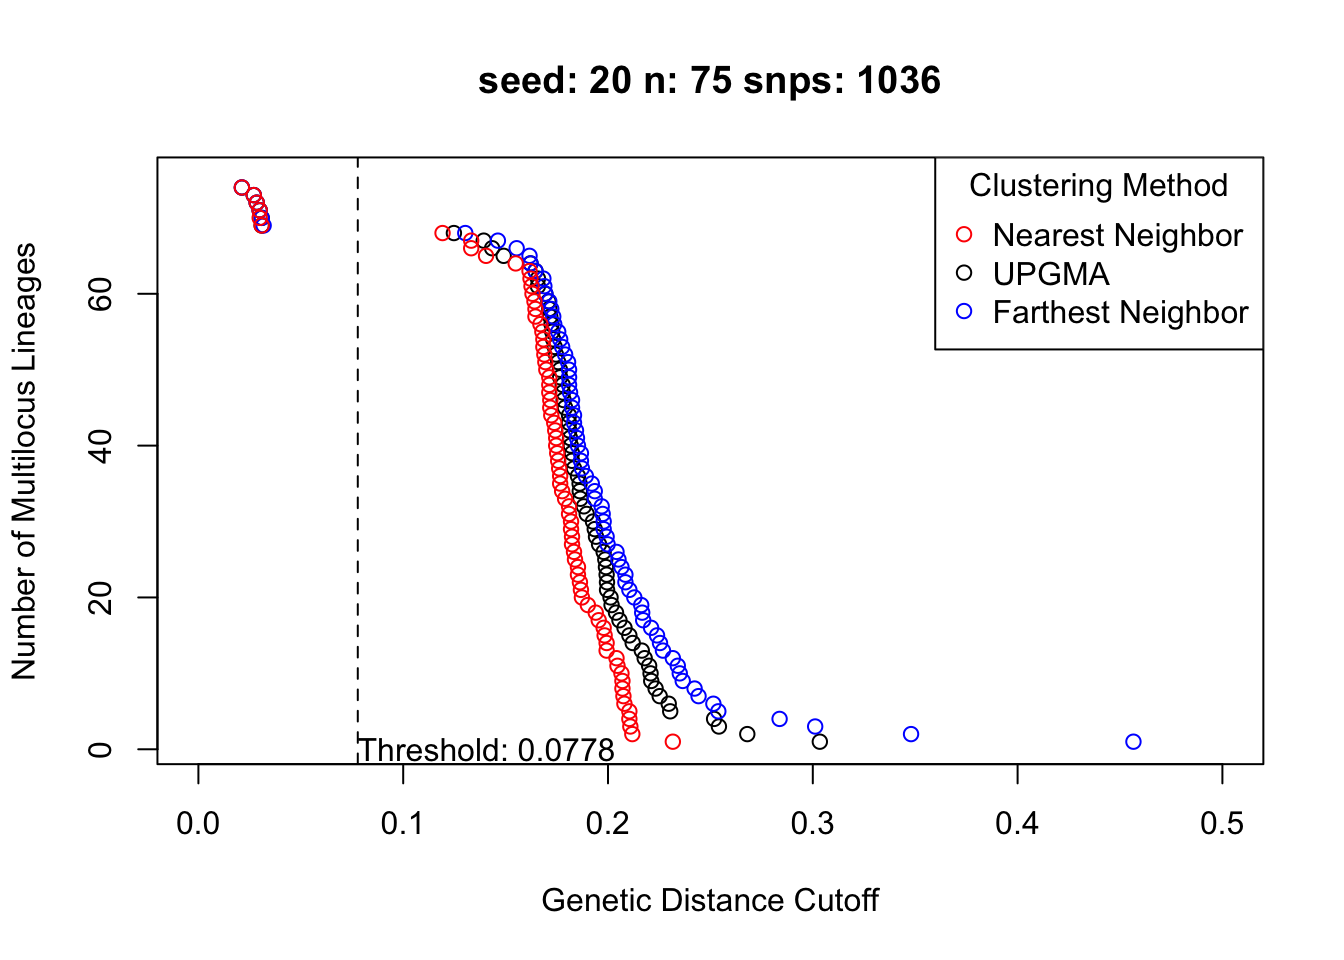 seed: 20 n: 75 snps: 1036
Clustering Method
Nearest Neighbor
UPGMA
Farthest Neighbor
Number of Multilocus Lineages
60
40
20
0
Threshold: 0.0778
0.0 0.1 0.2 0.3 0.4 0.5
Genetic Distance Cutoff